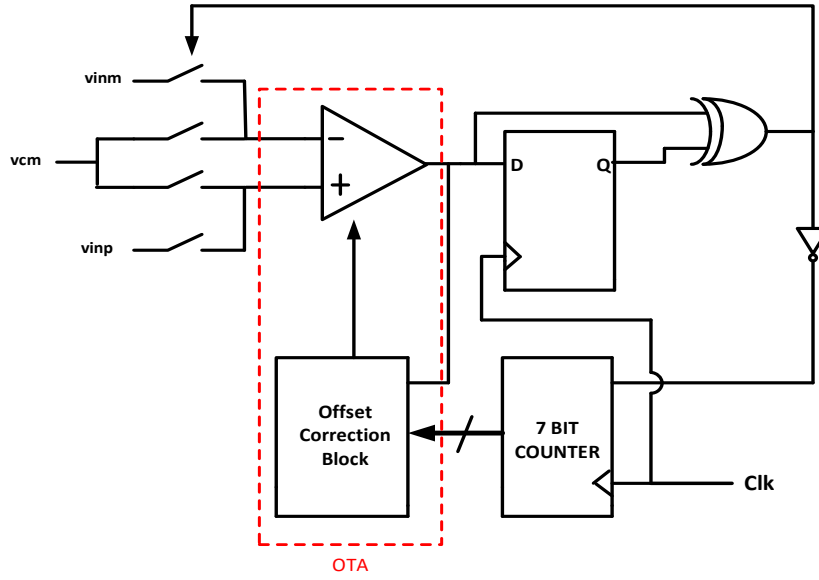 vinm
vcm
vinp
−
+
D
Q
Offset
Correction
Block
7 BIT
COUNTER
Clk
OTA